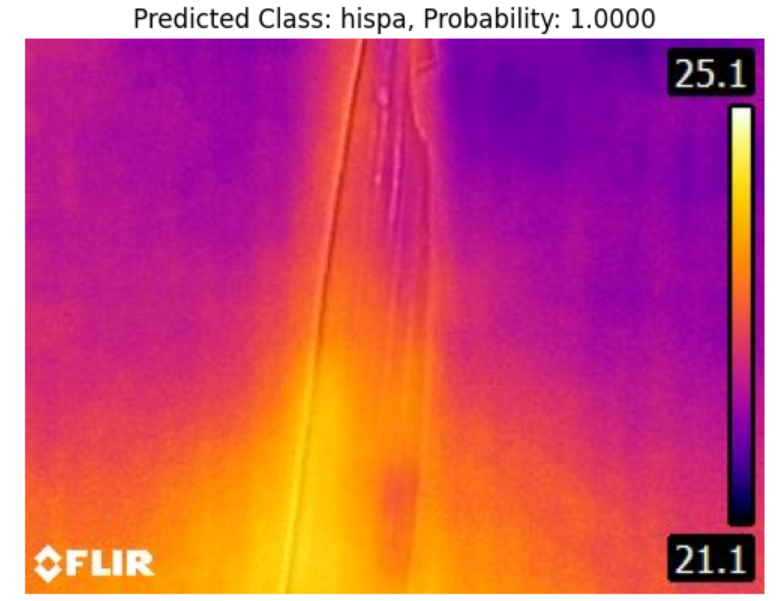 Predicted Class: hispa, Probability: 1.0000
25.1
21.1
FLIR